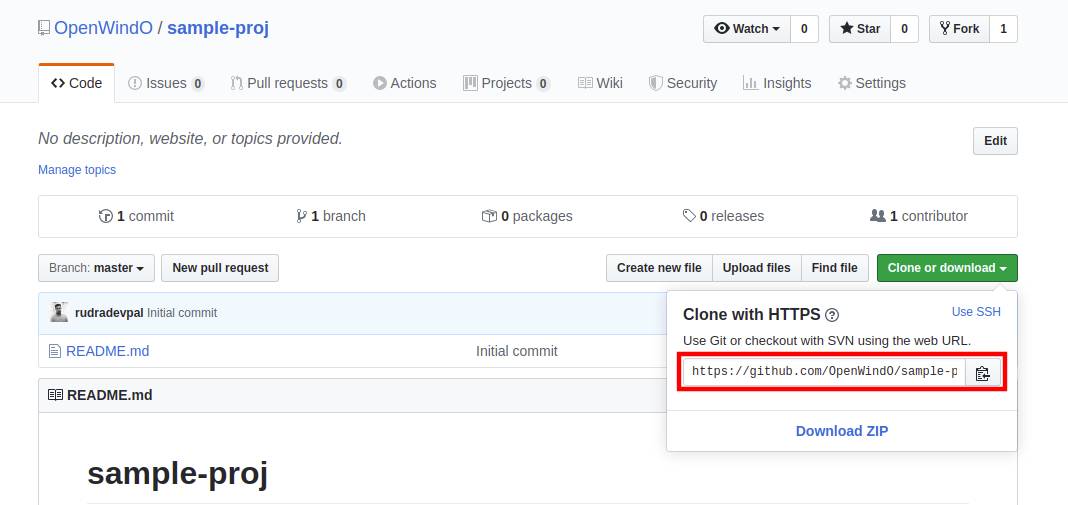 OpenWindO / sample-proj
Watch 0 Star 0 Fork 1
Code Issues 0 Pull requests 0 Actions Projects 0 Wiki Security Insights Settings
No description, website, or topics provided.
Edit
Manage topics
1 commit 1 branch 0 packages 0 releases 1 contributor
Branch: master New pull request Create new file Upload files Find file Clone or download
rudradevpal Initial commit
README.md Initial commit
README.md
sample-proj
Clone with HTTPS ? Use SSH
Use Git or checkout with SVN using the web URL.
https://github.com/OpenWindO/sample-p
Download ZIP